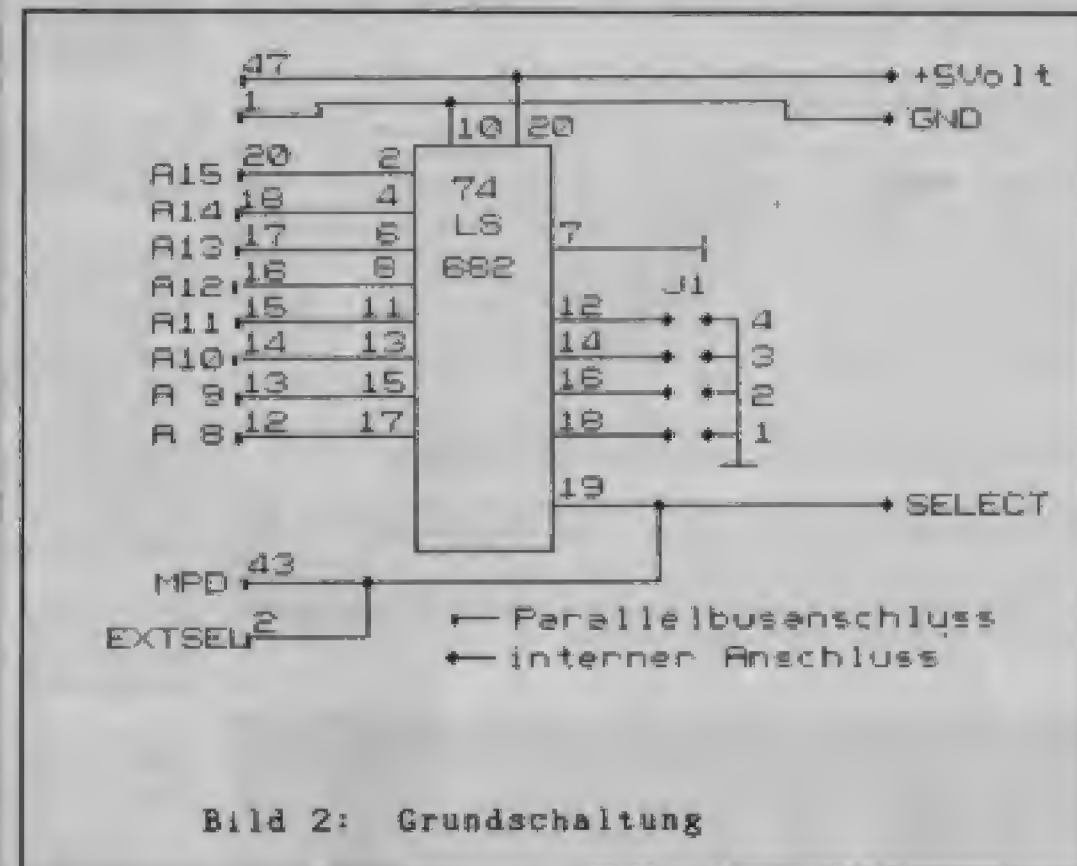 47 +5Volt
1 GND
10 20
A15 20 2
A14 18 4
A13 17 6
A12 16 8
A11 15 11
A10 14 13
A 9 13 15
A 8 12 17
74
LS
682
7
J1
12 4
14 3
16 2
18 1
19 SELECT
MPD 43
EXTSEL 2
Parallelbusanschluss
interner Anschluss
Bild 2: Grundschaltung